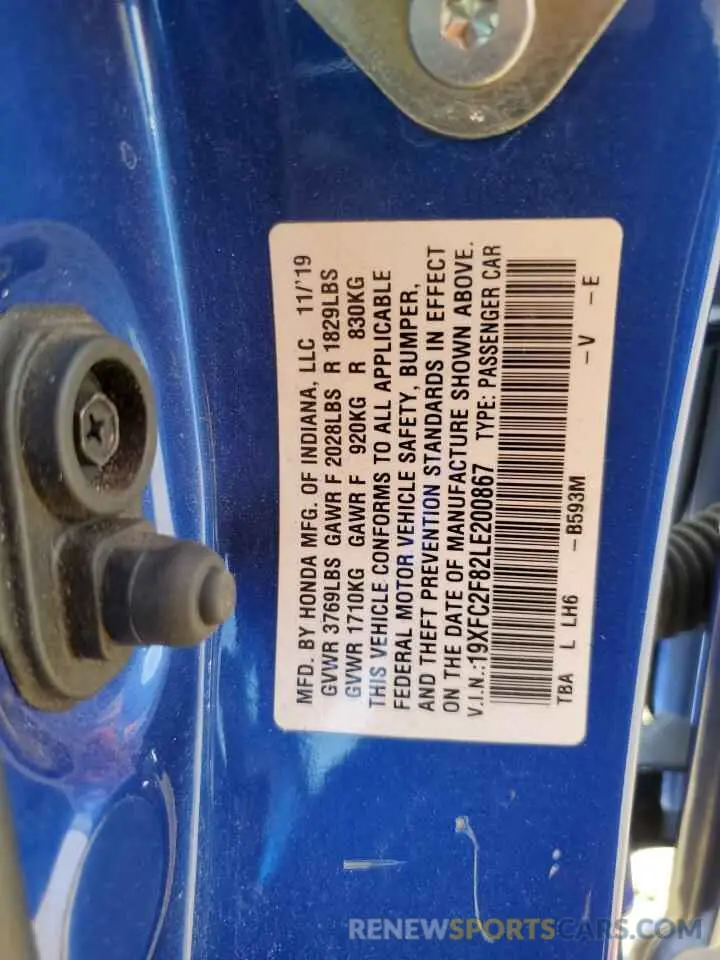 MFD. BY HONDA MFG. OF INDIANA, LLC 11/'19
GVWR 3769LBS GAWR F 2028LBS R 1829LBS
GVWR 1710KG GAWR F 920KG R 830KG
THIS VEHICLE CONFORMS TO ALL APPLICABLE
FEDERAL MOTOR VEHICLE SAFETY, BUMPER,
AND THEFT PREVENTION STANDARDS IN EFFECT
ON THE DATE OF MANUFACTURE SHOWN ABOVE.
V.I.N.:19XFC2F82LE200867 TYPE: PASSENGER CAR
TBA L LH6 -B593M -V -E
RENEWSPORTSCARS.COM